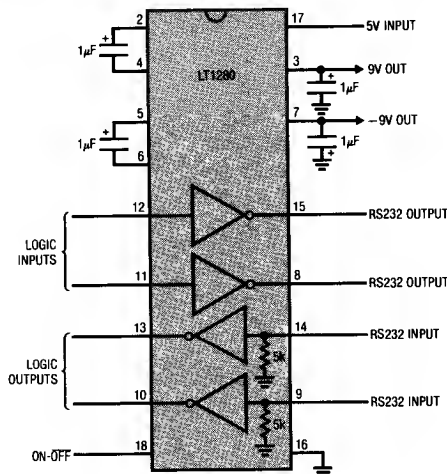 2
17
5V INPUT
+
1μF
LT1280
3
9V OUT
4
+
1μF
5
7
-9V OUT
+
1μF
1μF
+
6
12
15
RS232 OUTPUT
LOGIC
INPUTS
11
8
RS232 OUTPUT
13
14
RS232 INPUT
5k
LOGIC
OUTPUTS
10
9
RS232 INPUT
5k
ON-OFF
18
16